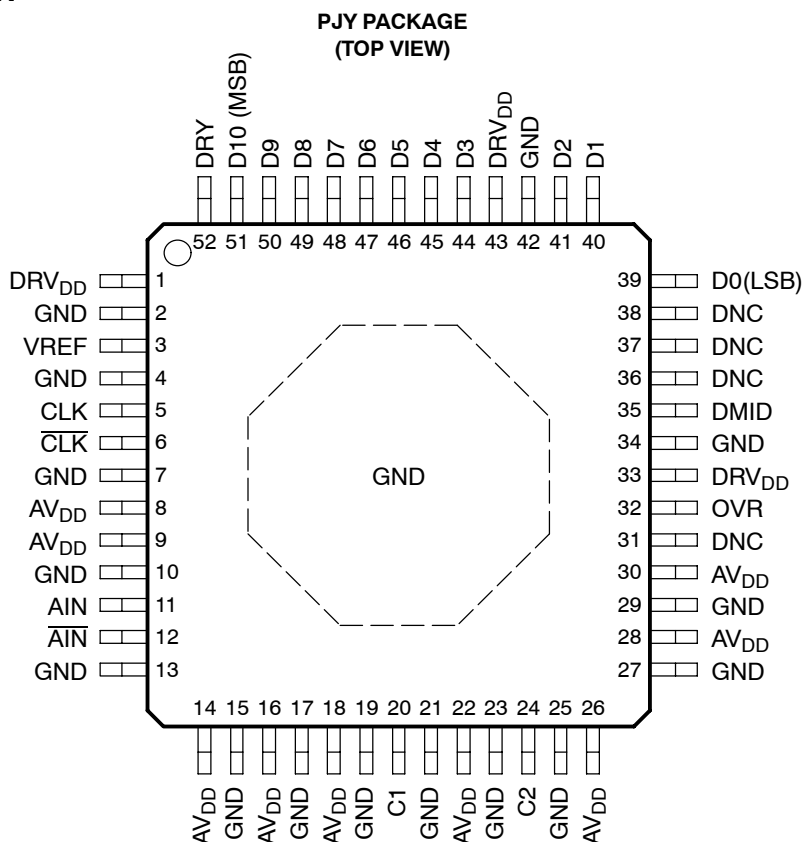 PJY PACKAGE
(TOP VIEW)
DRY D10 (MSB) D9 D8 D7 D6 D5 D4 D3 DRVDD GND D2 D1
52 51 50 49 48 47 46 45 44 43 42 41 40
DRVDD 1 39 D0(LSB)
GND 2 38 DNC
VREF 3 37 DNC
GND 4 36 DNC
CLK 5 35 DMID
C̅L̅K̅ 6 34 GND
GND 7 GND 33 DRVDD
AVDD 8 32 OVR
AVDD 9 31 DNC
GND 10 30 AVDD
AIN 11 29 GND
A̅I̅N̅ 12 28 AVDD
GND 13 27 GND
14 15 16 17 18 19 20 21 22 23 24 25 26
AVDD GND AVDD GND AVDD GND C1 GND AVDD GND C2 GND AVDD